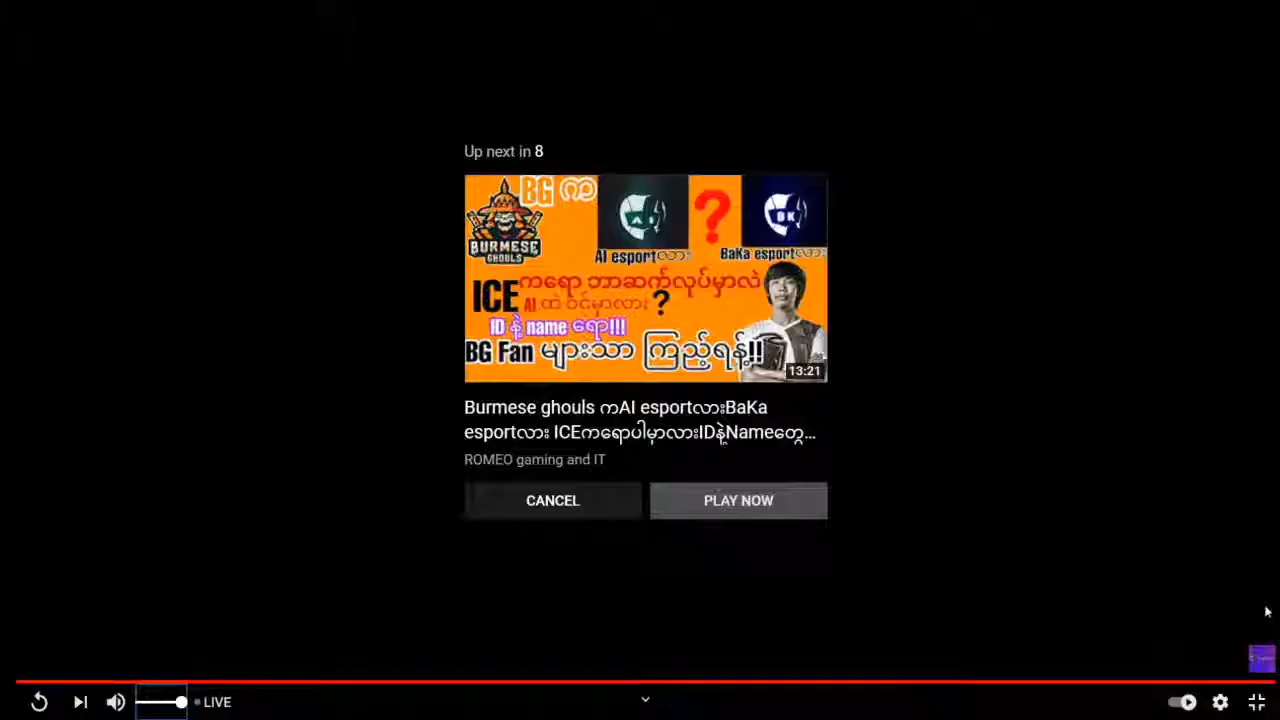 Up next in 8
BG က
BURMESE
GHOULS
AI
BK
?
AI esportလား
BaKa esportလား
ICEကရော ဘာဆက်လုပ်မှာလဲ
AI ထဲ ဝင်မှာလား ?
ID နဲ့ name ရော!!!
BG Fan များသာ ကြည့်ရန်!!
13:21
Burmese ghouls ကAI esportလားBaKa
esportလား ICEကရောပါမှာလားIDနဲ့Nameတွေ...
ROMEO gaming and IT
CANCEL
PLAY NOW
LIVE